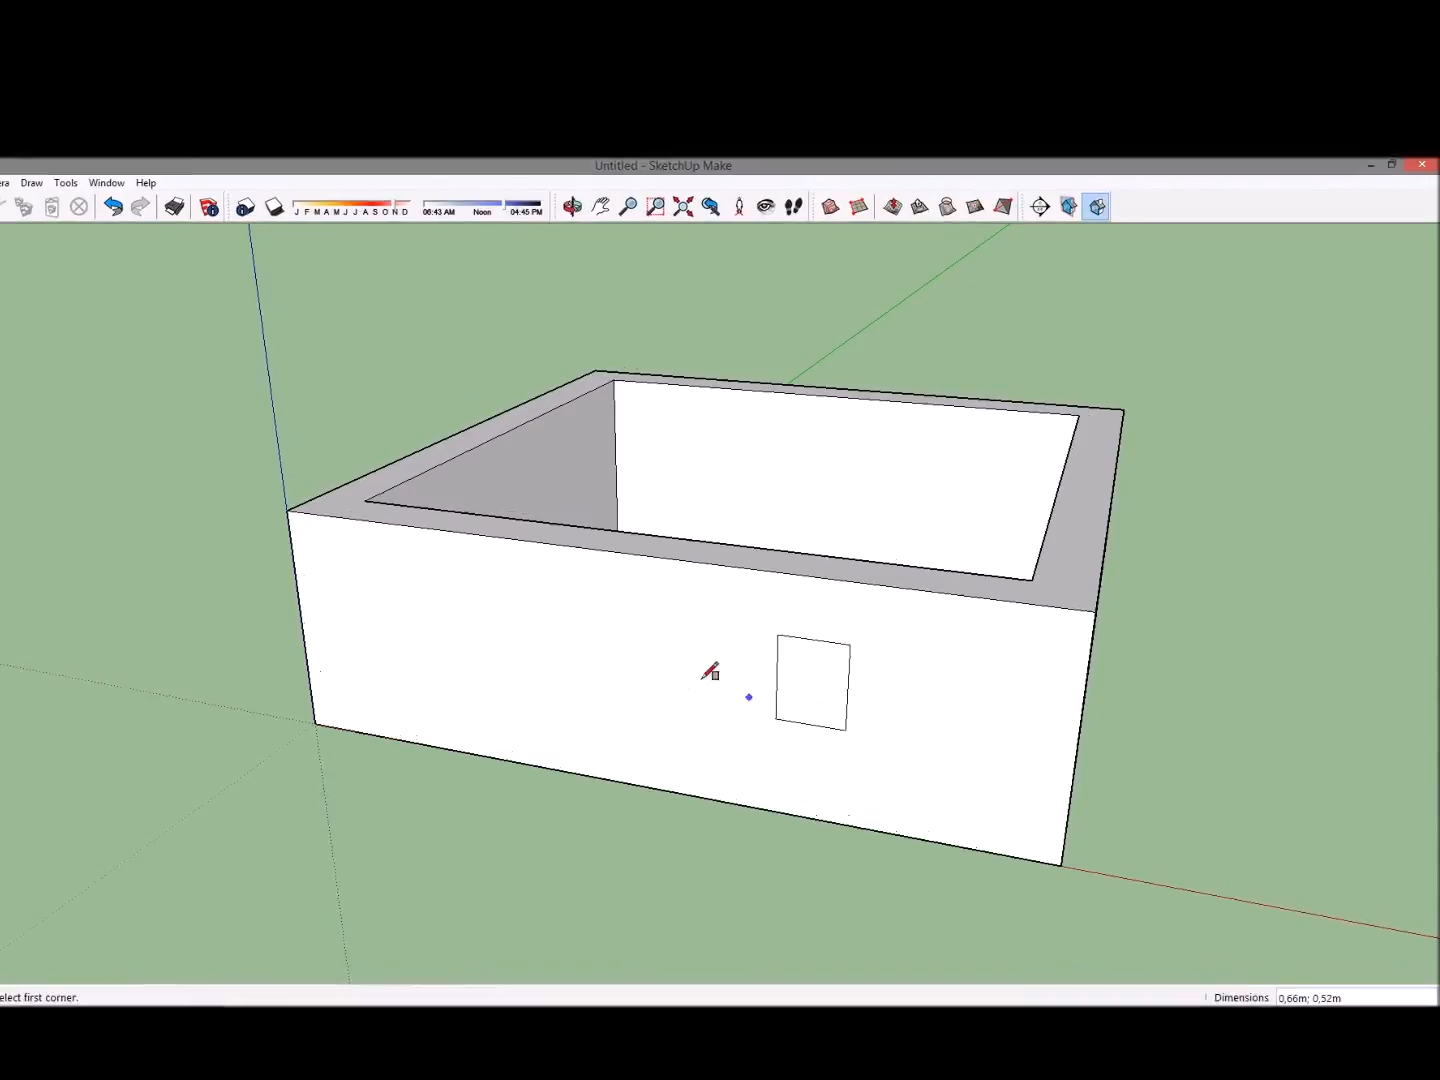 Untitled - SketchUp Make
era Draw Tools Window Help
J F M A M J J A S O N D 06:43 AM Noon 04:45 PM
elect first corner. Dimensions 0,66m; 0,52m